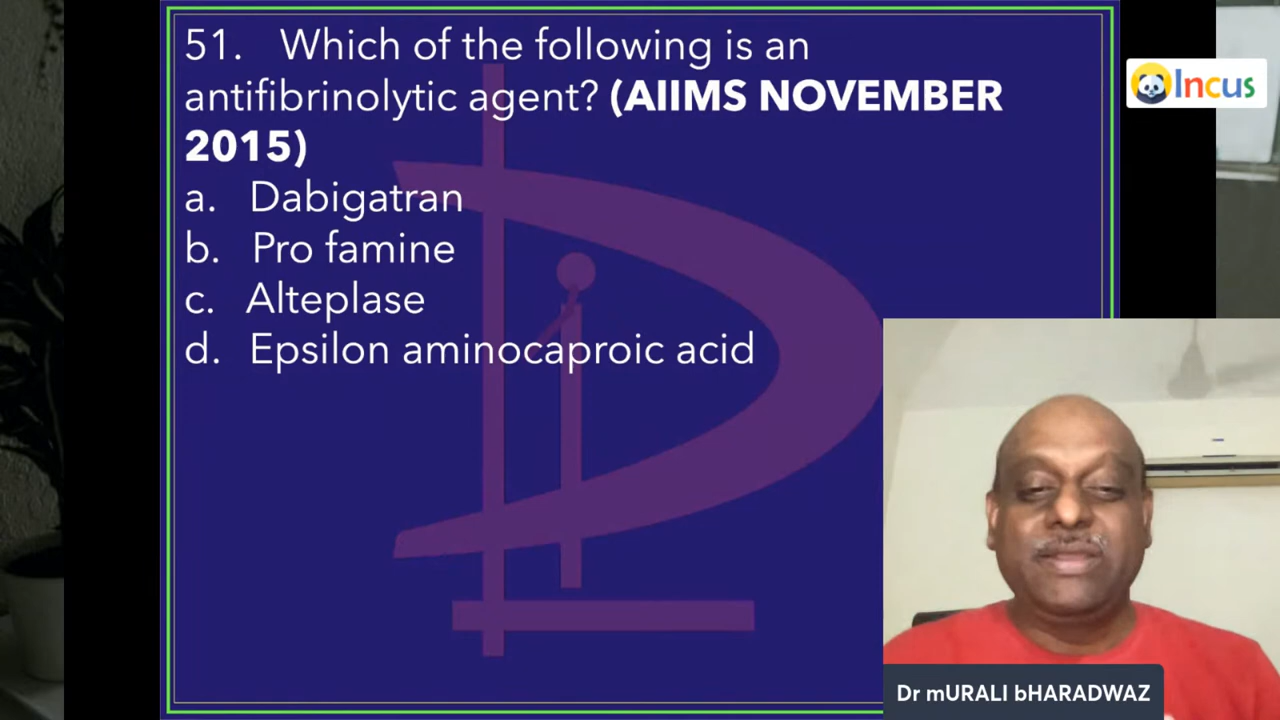 51. Which of the following is an
antifibrinolytic agent? (AIIMS NOVEMBER
2015)
a. Dabigatran
b. Pro famine
c. Alteplase
d. Epsilon aminocaproic acid
Incus
Dr mURALI bHARADWAZ